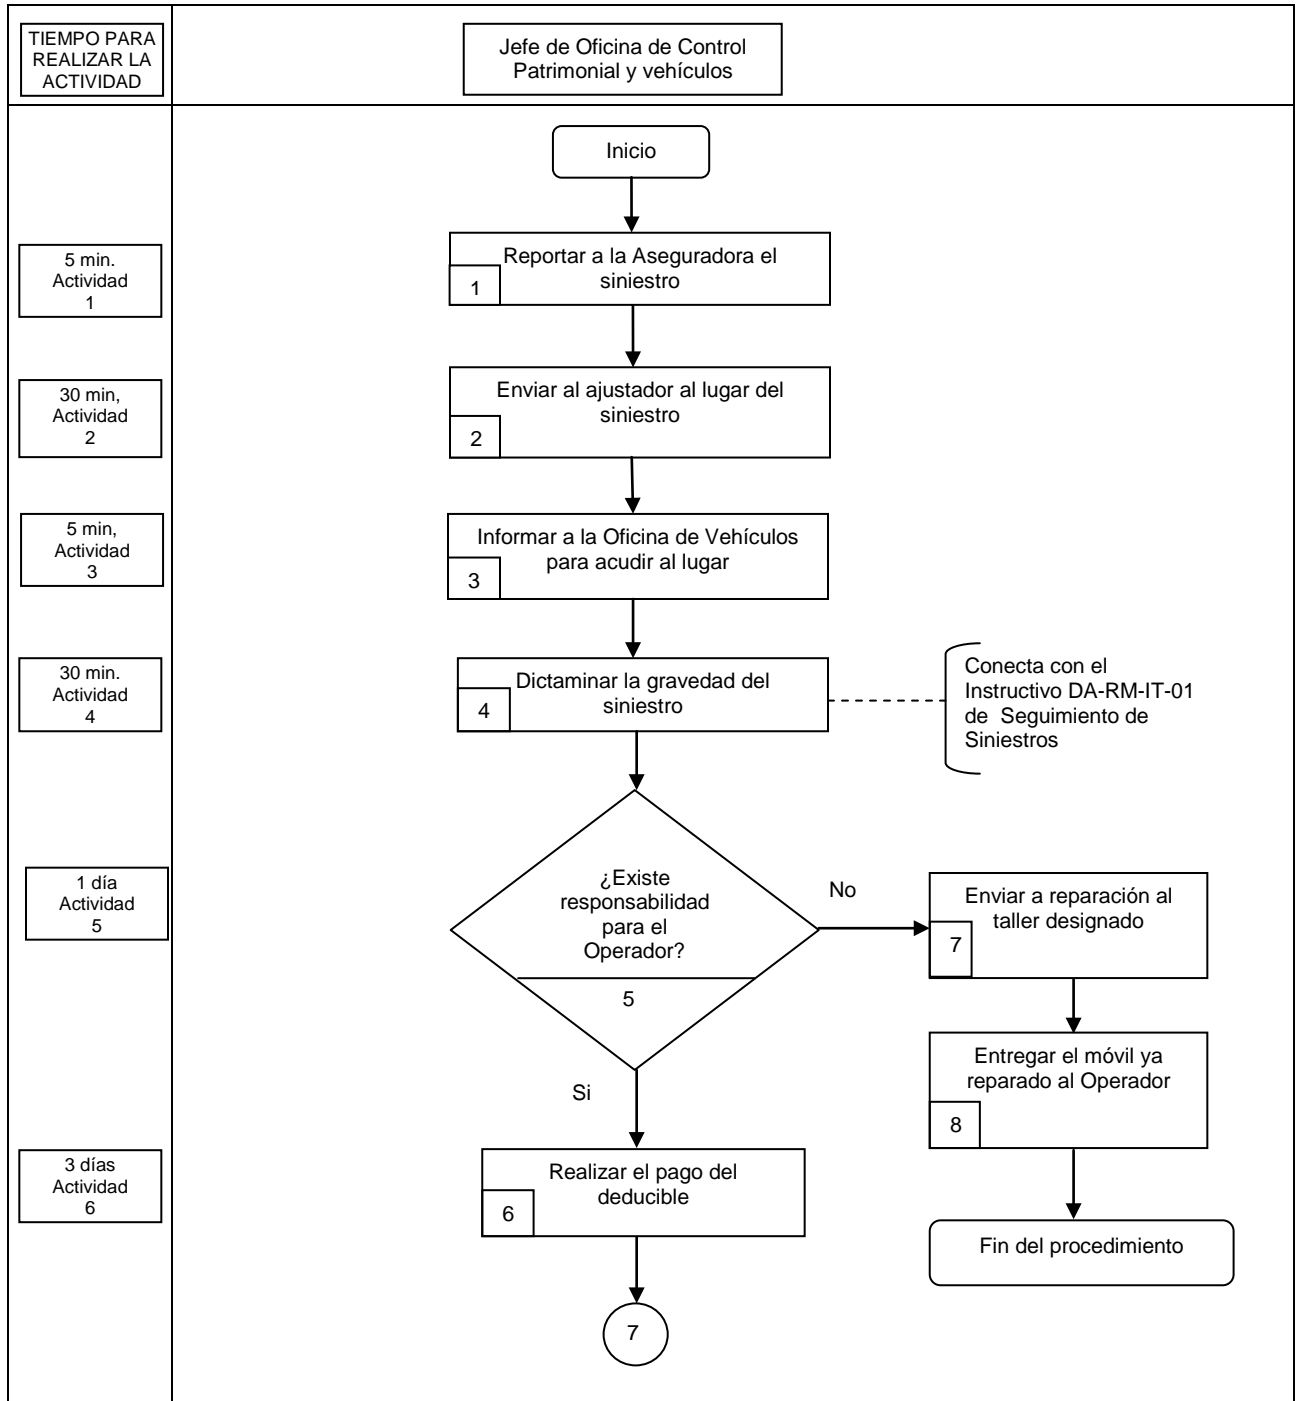 TIEMPO PARA
REALIZAR LA
ACTIVIDAD
Jefe de Oficina de Control
Patrimonial y vehículos
Inicio
5 min.
Actividad
1
Reportar a la Aseguradora el
siniestro
1
30 min,
Actividad
2
Enviar al ajustador al lugar del
siniestro
2
5 min,
Actividad
3
Informar a la Oficina de Vehículos
para acudir al lugar
3
30 min.
Actividad
4
Dictaminar la gravedad del
siniestro
4
Conecta con el
Instructivo DA-RM-IT-01
de Seguimiento de
Siniestros
1 día
Actividad
5
¿Existe
responsabilidad
para el
Operador?
5
No
Enviar a reparación al
taller designado
7
Entregar el móvil ya
reparado al Operador
8
Si
3 días
Actividad
6
Realizar el pago del
deducible
6
Fin del procedimiento
7